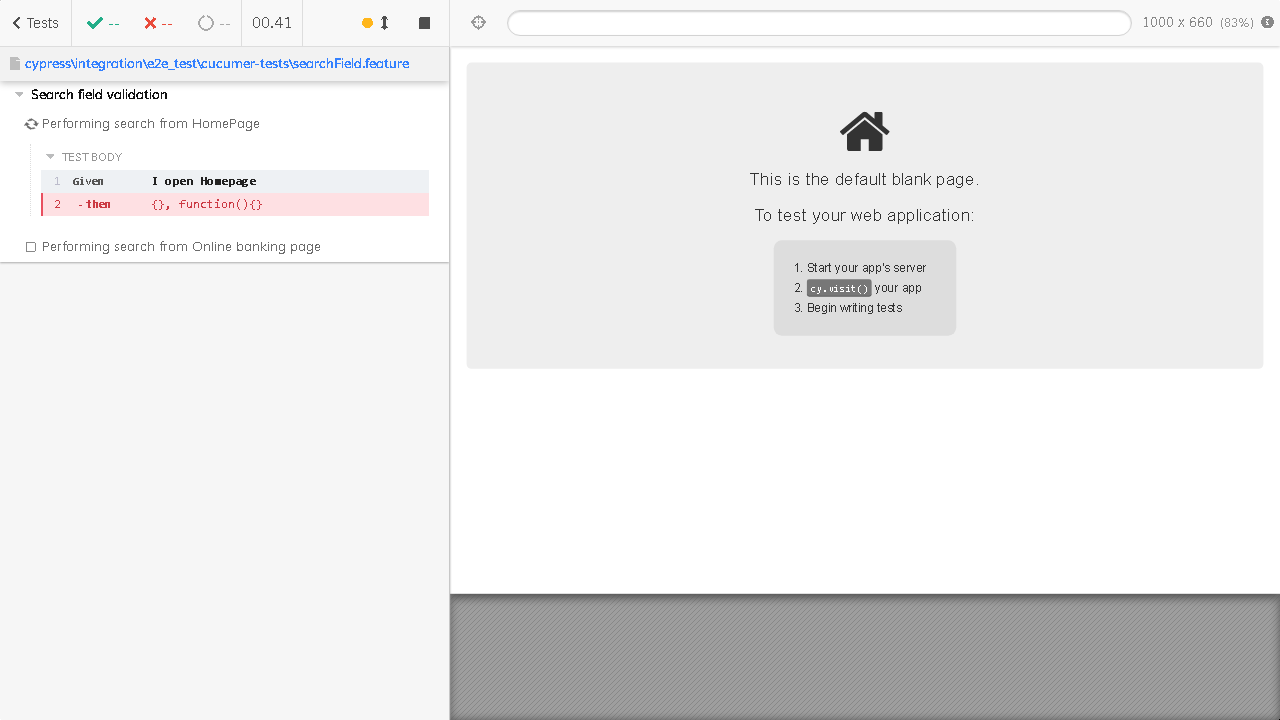 Tests
--
--
--
00.41
1000 x 660 (83%)
cypress\integration\e2e_test\cucumer-tests\searchField.feature
Search field validation
Performing search from HomePage
TEST BODY
1 Given I open Homepage
2 -then {}, function(){}
Performing search from Online banking page
This is the default blank page.
To test your web application:
1. Start your app's server
2. cy.visit() your app
3. Begin writing tests